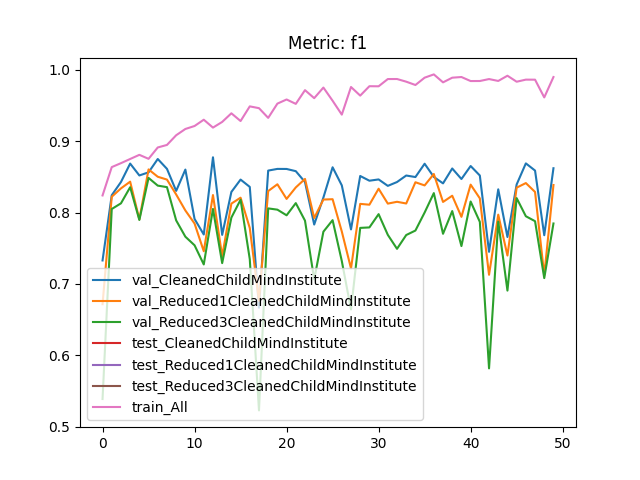 Metric: f1
1.0
0.9
0.8
0.7
0.6
0.5
val_CleanedChildMindInstitute
val_Reduced1CleanedChildMindInstitute
val_Reduced3CleanedChildMindInstitute
test_CleanedChildMindInstitute
test_Reduced1CleanedChildMindInstitute
test_Reduced3CleanedChildMindInstitute
train_All
0 10 20 30 40 50